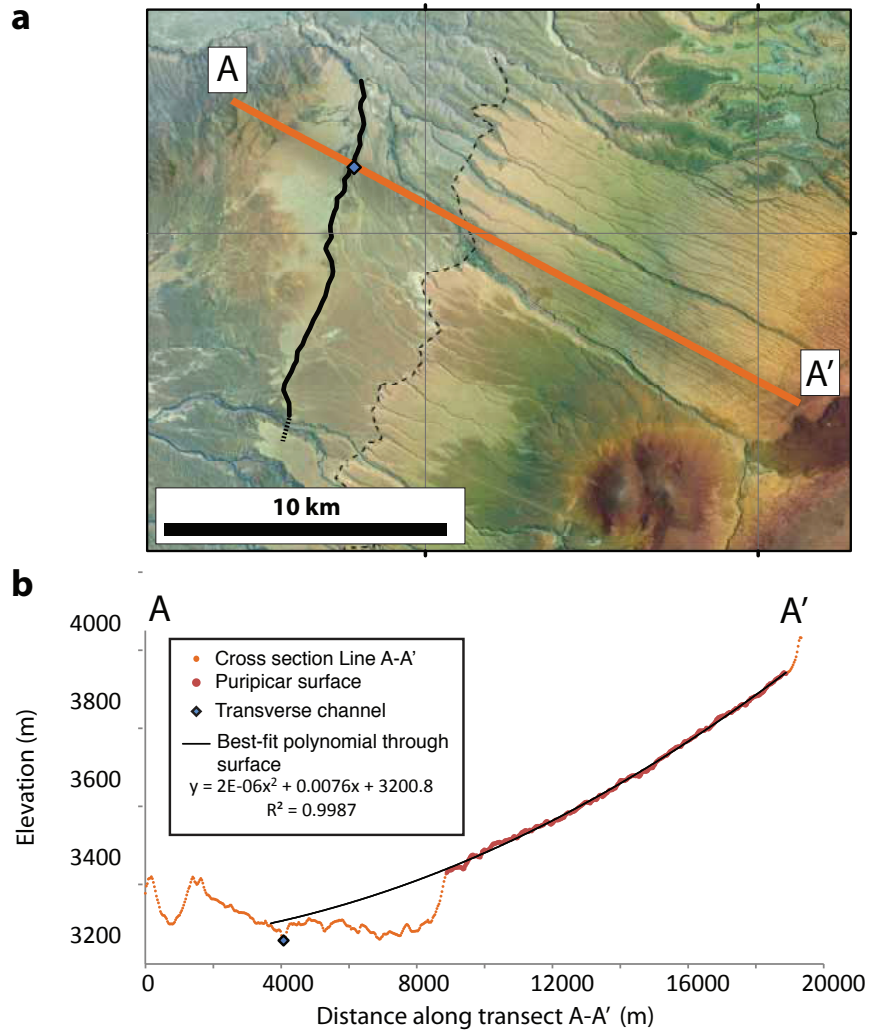 a
A
A'
10 km
b
A
A'
4000
3800
3600
3400
3200
Elevation (m)
Cross section Line A-A'
Puripicar surface
Transverse channel
Best-fit polynomial through
surface
y = 2E-06x² + 0.0076x + 3200.8
R² = 0.9987
0
4000
8000
12000
16000
20000
Distance along transect A-A' (m)